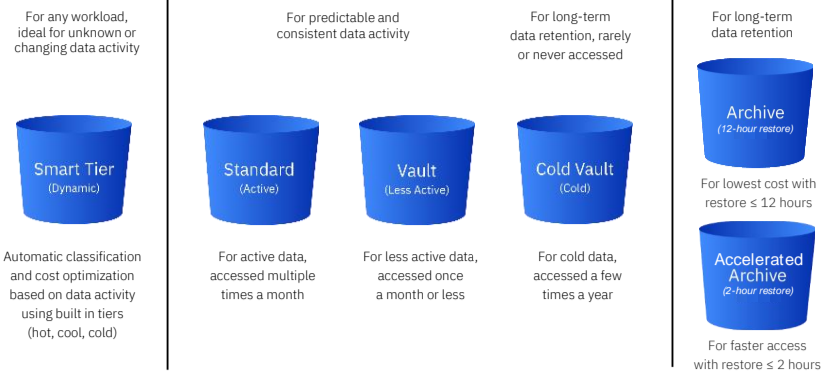 For any workload,
ideal for unknown or
changing data activity
Smart Tier
(Dynamic)
Automatic classification
and cost optimization
based on data activity
using built in tiers
(hot, cool, cold)
For predictable and
consistent data activity
Standard
(Active)
For active data,
accessed multiple
times a month
Vault
(Less Active)
For less active data,
accessed once
a month or less
For long-term
data retention, rarely
or never accessed
Cold Vault
(Cold)
For cold data,
accessed a few
times a year
For long-term
data retention
Archive
(12-hour restore)
For lowest cost with
restore ≤ 12 hours
Accelerated
Archive
(2-hour restore)
For faster access
with restore ≤ 2 hours